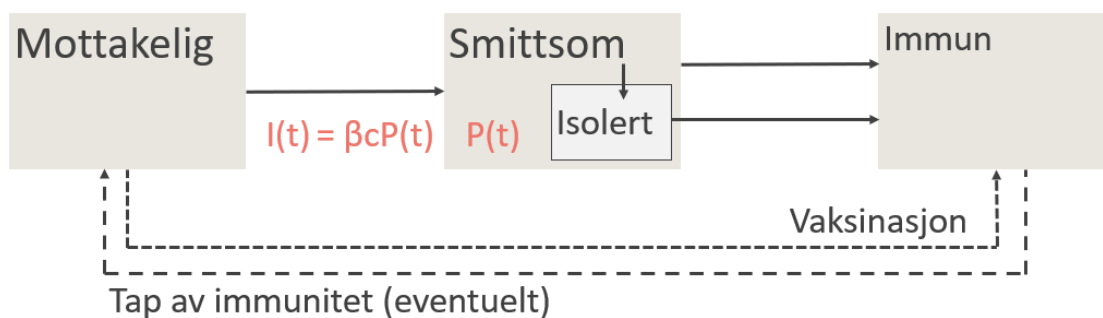 Mottakelig
Smittsom
Immun
Isolert
I(t) = βcP(t)
P(t)
Vaksinasjon
Tap av immunitet (eventuelt)